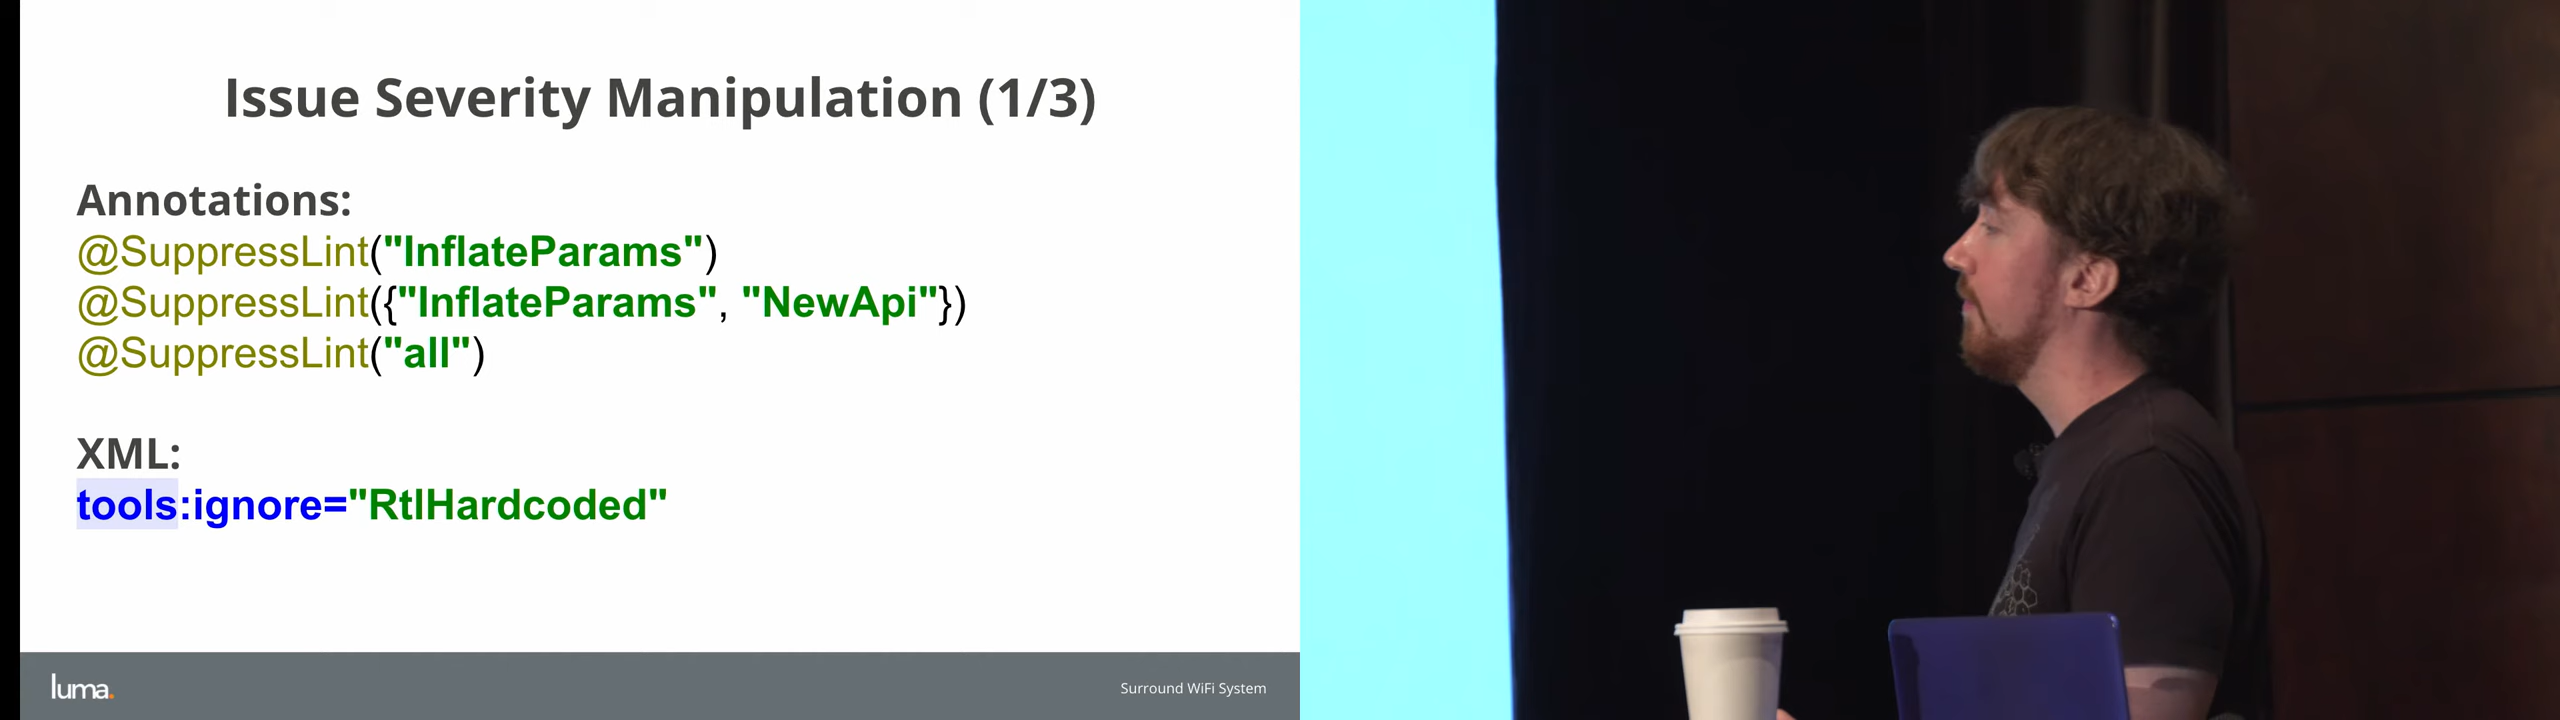 Issue Severity Manipulation (1/3)
Annotations:
@SuppressLint("InflateParams")
@SuppressLint({"InflateParams", "NewApi"})
@SuppressLint("all")
XML:
tools:ignore="RtlHardcoded"
luma.
Surround WiFi System